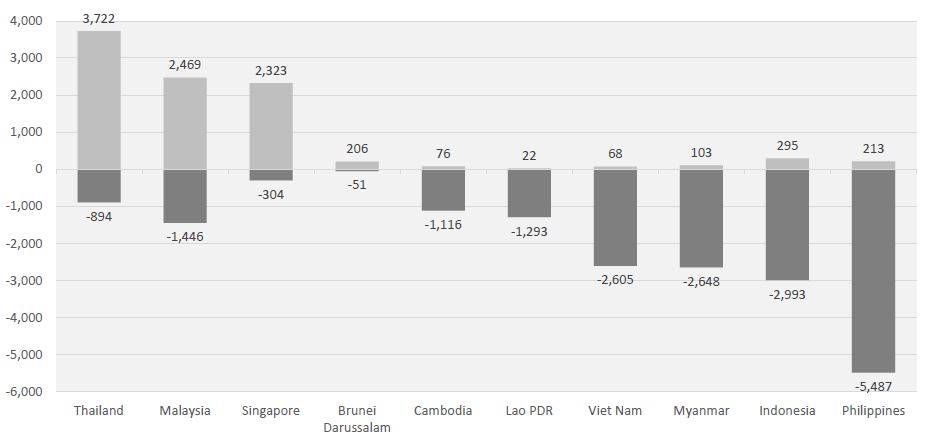 4,000
3,000
2,000
1,000
0
-1,000
-2,000
-3,000
-4,000
-5,000
-6,000
3,722
2,469
2,323
206
76
22
68
103
295
213
-894
-1,446
-304
-51
-1,116
-1,293
-2,605
-2,648
-2,993
-5,487
Thailand
Malaysia
Singapore
Brunei
Darussalam
Cambodia
Lao PDR
Viet Nam
Myanmar
Indonesia
Philippines